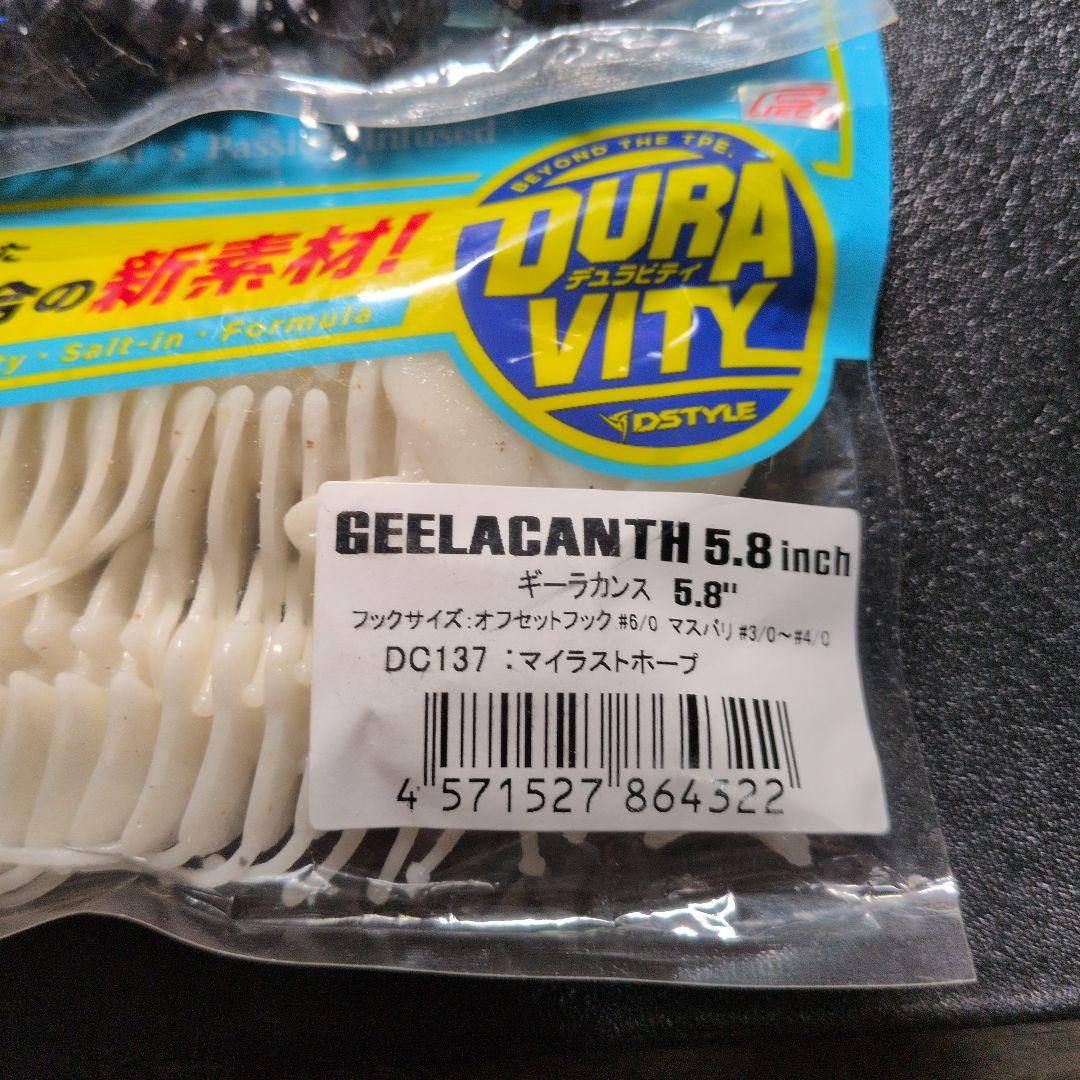 Passion Infused
BEYOND THE TPE.
DURA
デュラビティ
VITY
DSTYLE
の新素材!
Salt-in・Formula
GEELACANTH 5.8 inch
ギーラカンス 5.8"
フックサイズ:オフセットフック #6/0 マスバリ #3/0~#4/0
DC137 :マイラストホープ
4 571527 864322